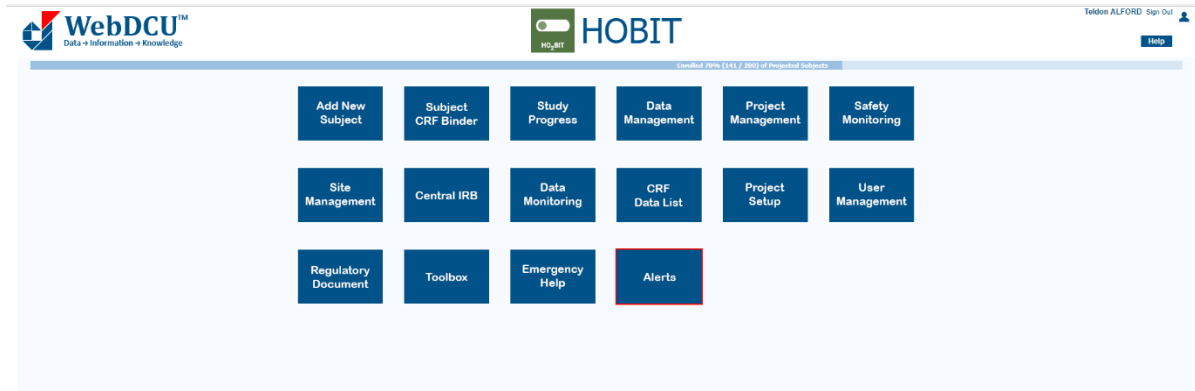 WebDCU™
Data → Information → Knowledge
HO₂BIT
HOBIT
Teldon ALFORD Sign Out
Help
Enrolled 70% (141 / 200) of Projected Subjects
Add New
Subject
Subject
CRF Binder
Study
Progress
Data
Management
Project
Management
Safety
Monitoring
Site
Management
Central IRB
Data
Monitoring
CRF
Data List
Project
Setup
User
Management
Regulatory
Document
Toolbox
Emergency
Help
Alerts